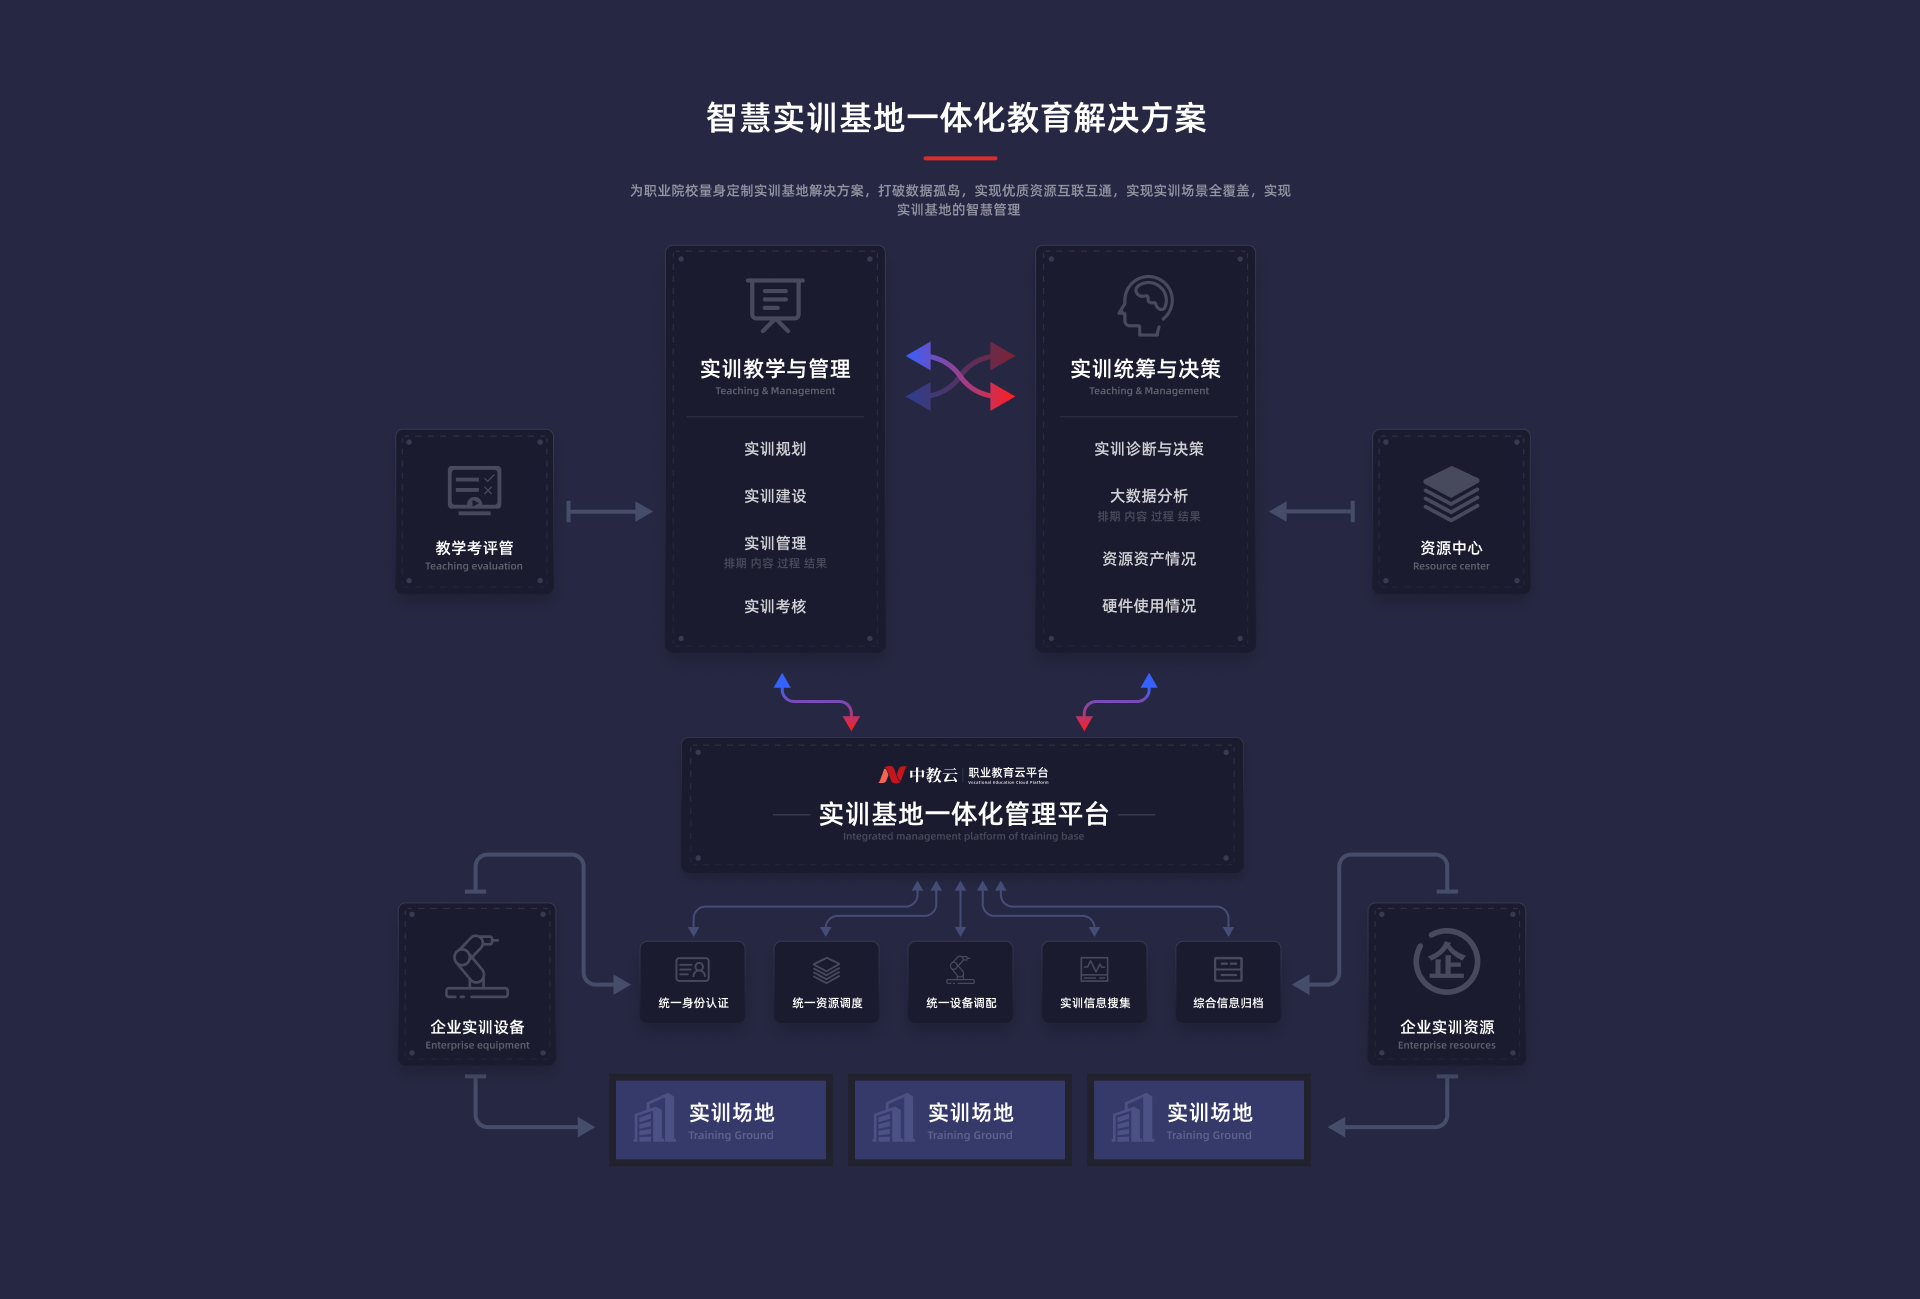 智慧实训基地一体化教育解决方案
为职业院校量身定制实训基地解决方案，打破数据孤岛，实现优质资源互联互通，实现实训场景全覆盖，实现
实训基地的智慧管理
实训教学与管理
Teaching & Management
实训规划
实训建设
实训管理
排期 内容 过程 结果
实训考核
实训统筹与决策
Teaching & Management
实训诊断与决策
大数据分析
排期 内容 过程 结果
资源资产情况
硬件使用情况
教学考评管
Teaching evaluation
资源中心
Resource center
中教云 职业教育云平台
Vocational Education Cloud Platform
实训基地一体化管理平台
Integrated management platform of training base
企业实训设备
Enterprise equipment
统一身份认证
统一资源调度
统一设备调配
实训信息搜集
综合信息归档
企
企业实训资源
Enterprise resources
实训场地
Training Ground
实训场地
Training Ground
实训场地
Training Ground